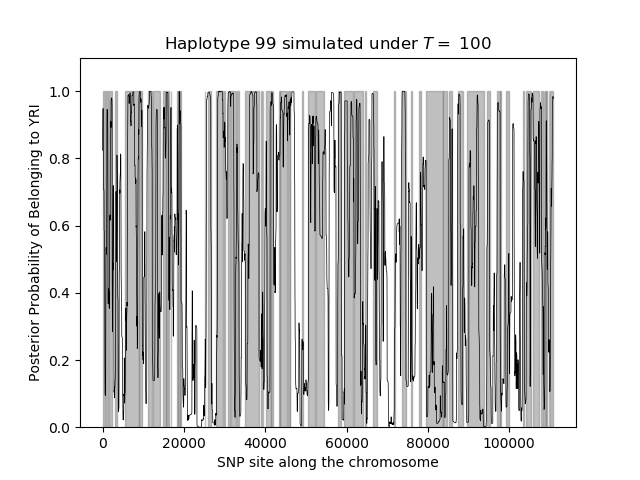 Haplotype 99 simulated under T = 100
Posterior Probability of Belonging to YRI
1.0
0.8
0.6
0.4
0.2
0.0
0 20000 40000 60000 80000 100000
SNP site along the chromosome